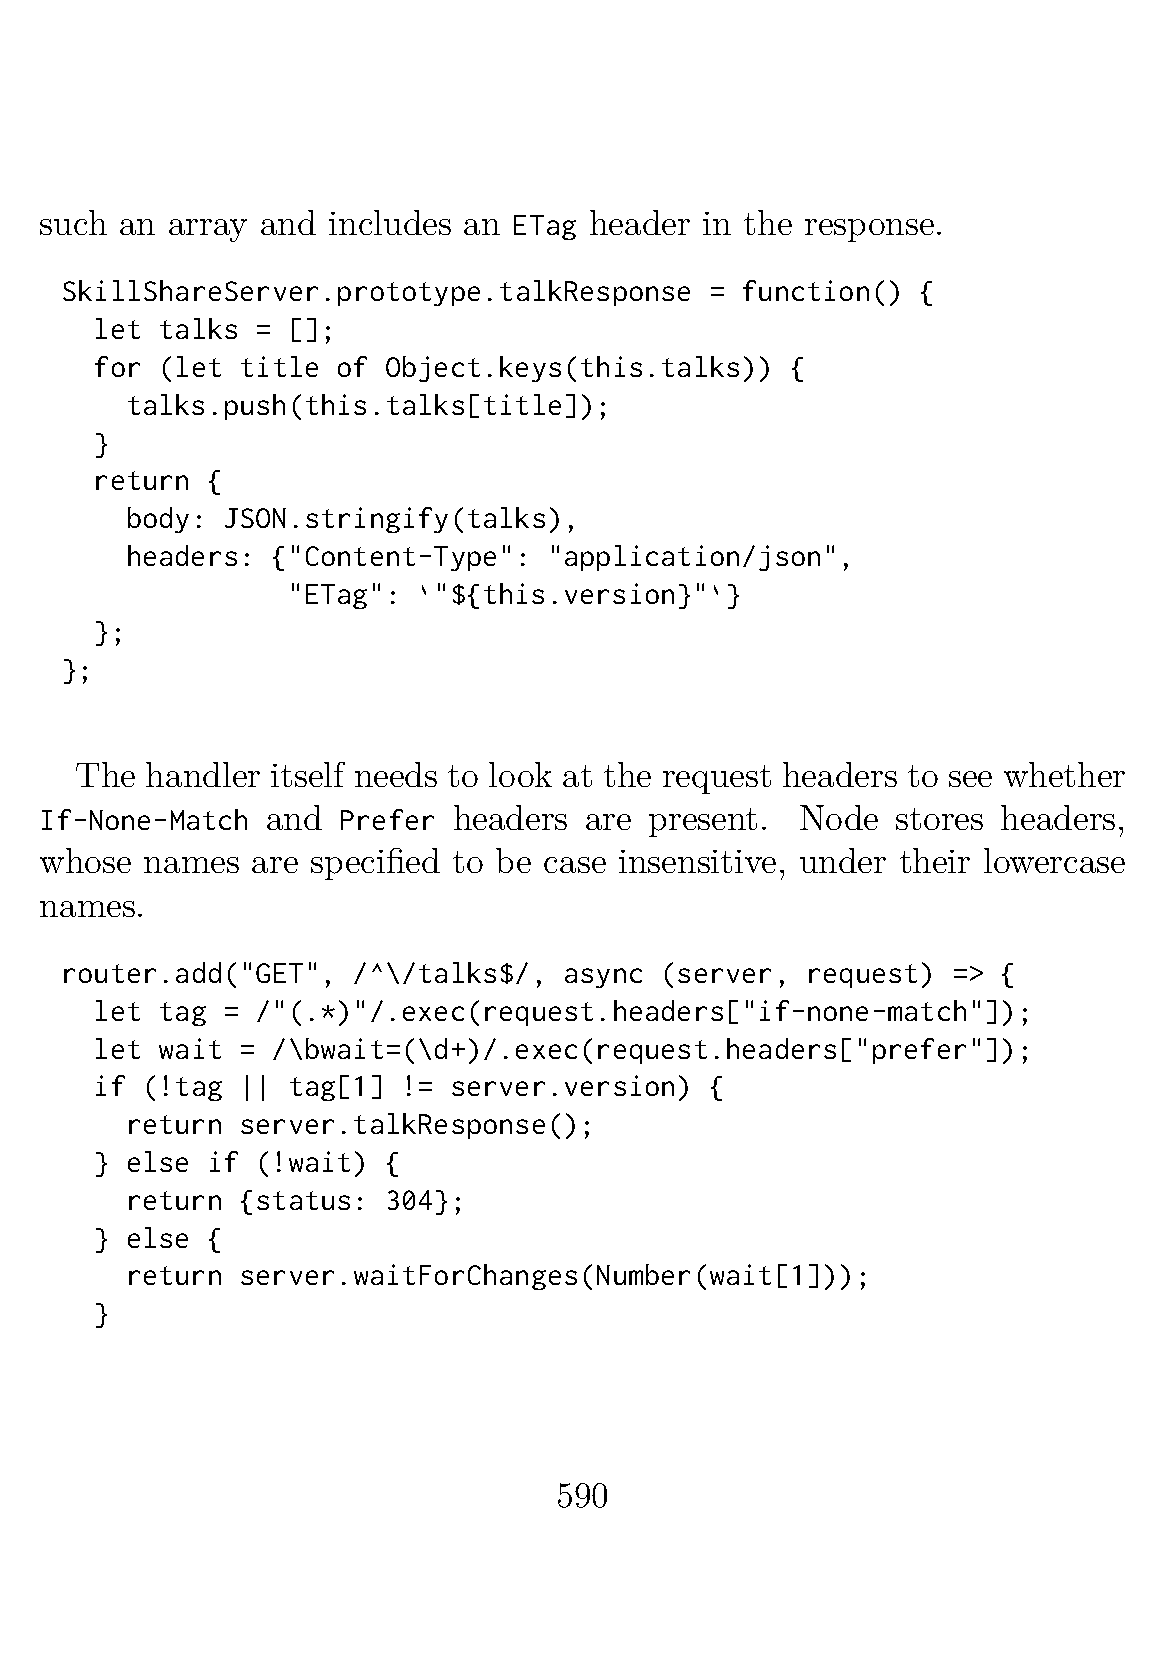 such an array and includes an ETag header in the response.
SkillShareServer.prototype.talkResponse = function() {
  let talks = [];
  for (let title of Object.keys(this.talks)) {
    talks.push(this.talks[title]);
  }
  return {
    body: JSON.stringify(talks),
    headers: {"Content-Type": "application/json",
              "ETag": `"${this.version}"`}
  };
};
The handler itself needs to look at the request headers to see whether
If-None-Match and Prefer headers are present. Node stores headers,
whose names are specified to be case insensitive, under their lowercase
names.
router.add("GET", /^\/talks$/, async (server, request) => {
  let tag = /"(.*)"/.exec(request.headers["if-none-match"]);
  let wait = /\bwait=(\d+)/.exec(request.headers["prefer"]);
  if (!tag || tag[1] != server.version) {
    return server.talkResponse();
  } else if (!wait) {
    return {status: 304};
  } else {
    return server.waitForChanges(Number(wait[1]));
  }
590